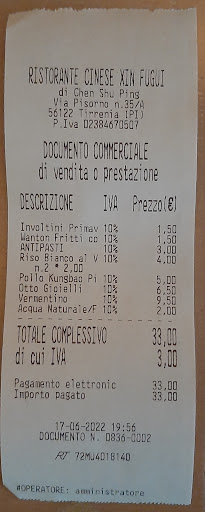 RISTORANTE CINESE XIN FUGUI
di Chen Shu Ping
Via Pisorno n.35/A
56122 Tirrenia (PI)
P.Iva 02384670507
DOCUMENTO COMMERCIALE
di vendita o prestazione
DESCRIZIONE IVA Prezzo(€)
Involtini Primav 10% 1,50
Wanton Fritti co 10% 1,50
ANTIPASTI 10% 3,00
Riso Bianco al V 10% 4,00
n.2 * 2,00
Pollo Kungbao Pi 10% 5,00
Otto Gioielli 10% 6,50
Vermentino 10% 9,50
Acqua Naturale/F 10% 2,00
TOTALE COMPLESSIVO 33,00
di cui IVA 3,00
Pagamento elettronic 33,00
Importo pagato 33,00
17-06-2022 19:56
DOCUMENTO N. 0836-0002
RT 72MU4018140
#OPERATORE: amministratore